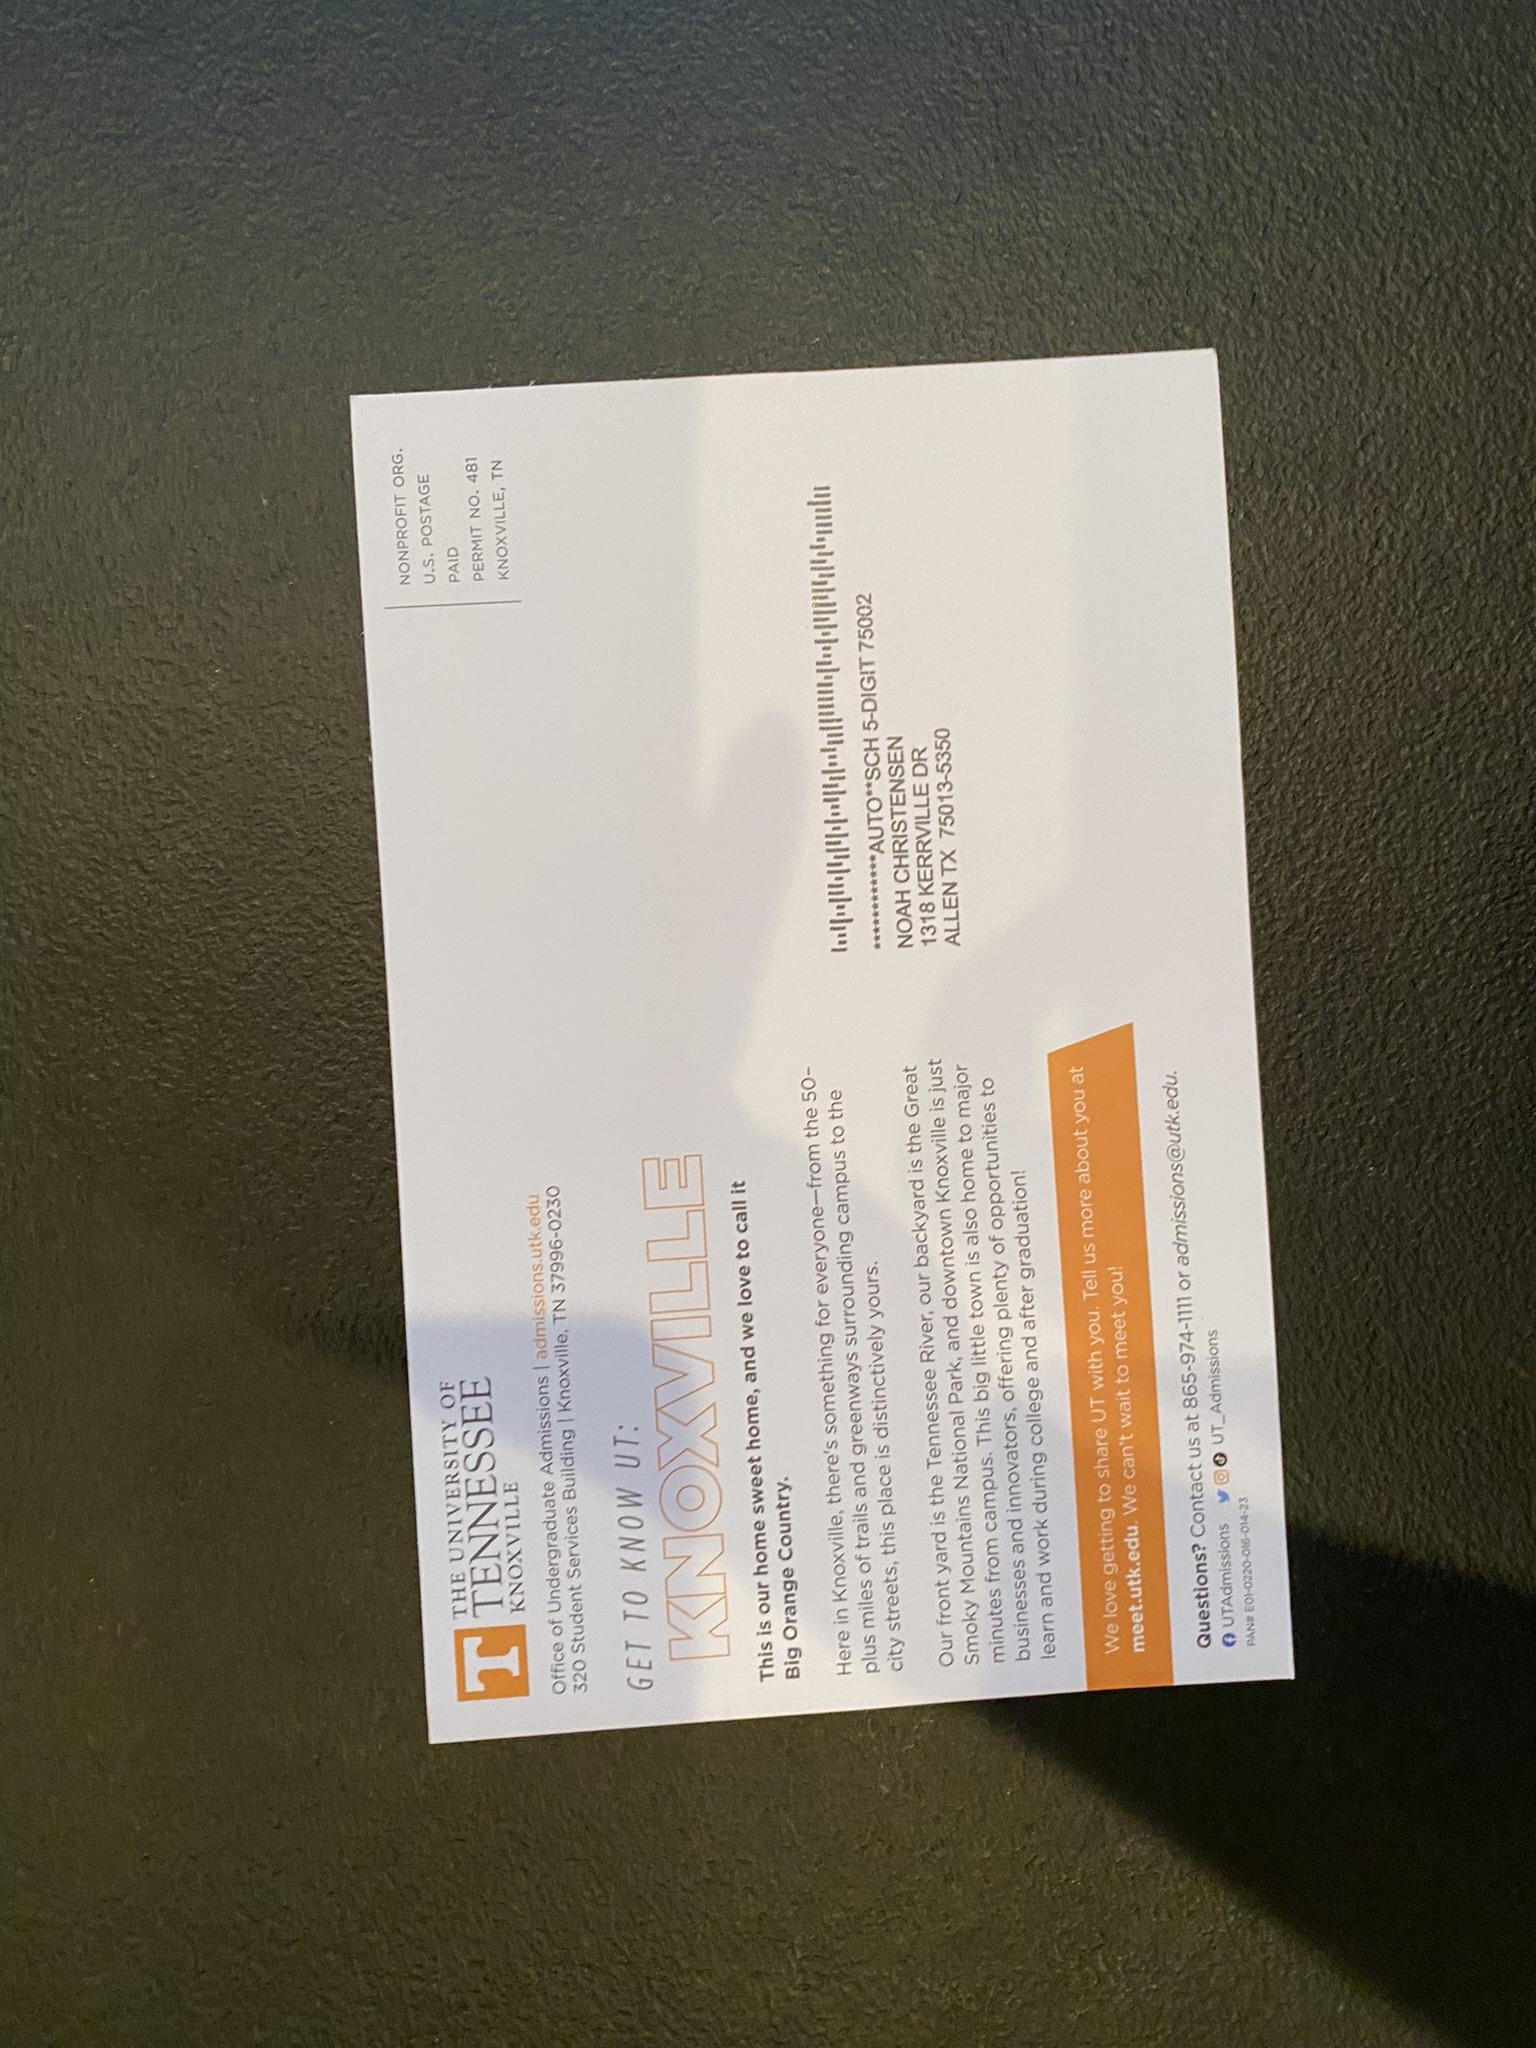 THE UNIVERSITY OF
TENNESSEE
KNOXVILLE
Office of Undergraduate Admissions | admissions.utk.edu
320 Student Services Building | Knoxville, TN 37996-0230
NONPROFIT ORG.
U.S. POSTAGE
PAID
PERMIT NO. 481
KNOXVILLE, TN
GET TO KNOW UT:
KNOXVILLE
This is our home sweet home, and we love to call it
Big Orange Country.
Here in Knoxville, there's something for everyone—from the 50-
plus miles of trails and greenways surrounding campus to the
city streets, this place is distinctively yours.
Our front yard is the Tennessee River, our backyard is the Great
Smoky Mountains National Park, and downtown Knoxville is just
minutes from campus. This big little town is also home to major
businesses and innovators, offering plenty of opportunities to
learn and work during college and after graduation!
***********AUTO**SCH 5-DIGIT 75002
NOAH CHRISTENSEN
1318 KERRVILLE DR
ALLEN TX 75013-5350
We love getting to share UT with you. Tell us more about you at
meet.utk.edu. We can't wait to meet you!
Questions? Contact us at 865-974-1111 or admissions@utk.edu.
UTAdmissions UT_Admissions
PAN# E01-0220-016-014-23